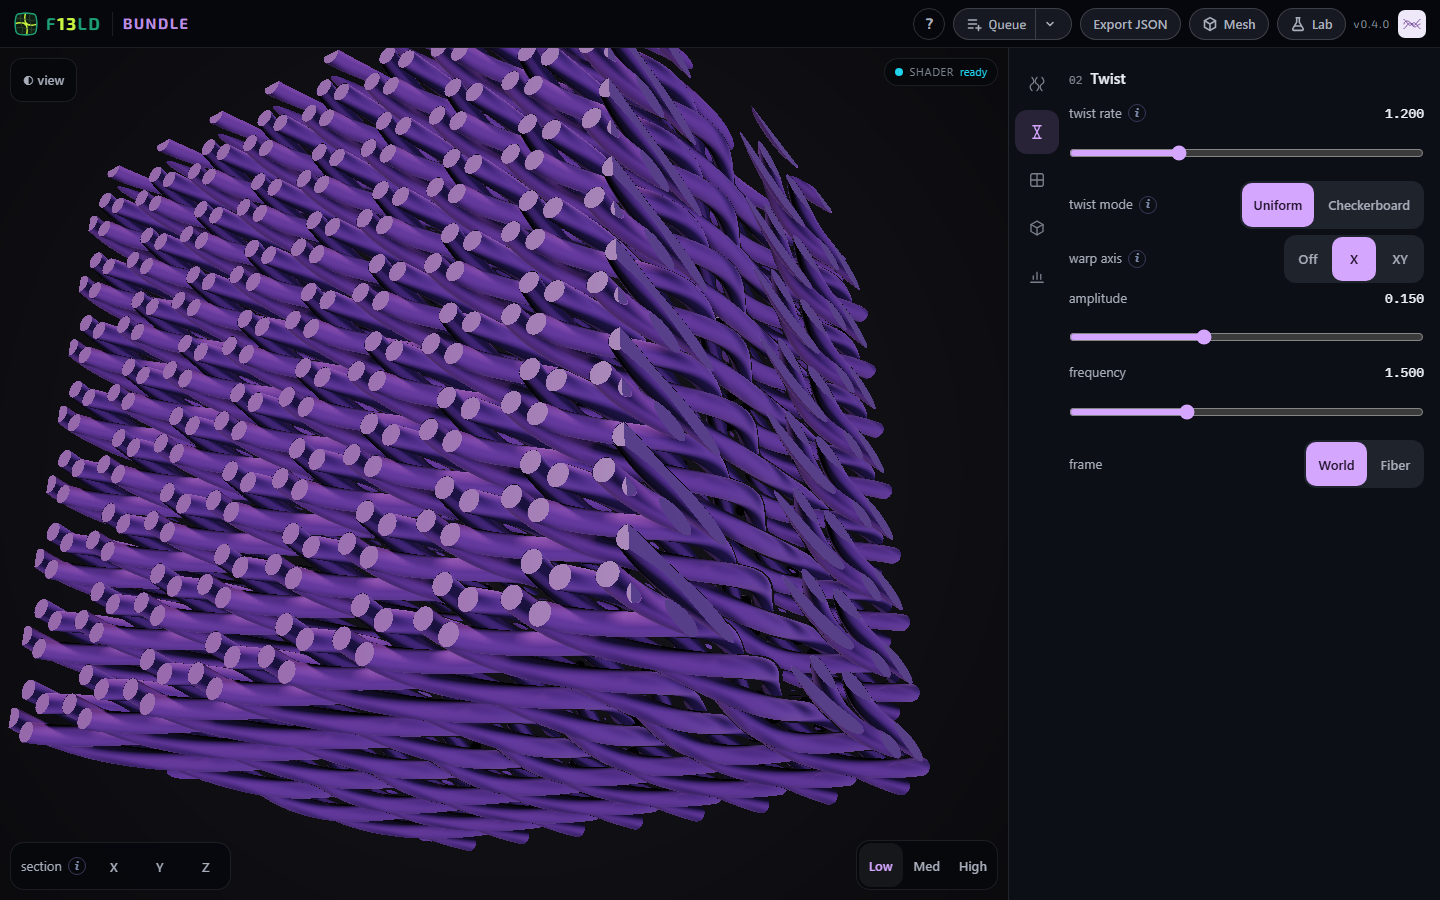 F13LD BUNDLE ? Queue Export JSON Mesh Lab v0.4.0
view
SHADER ready
02 Twist
twist rate i 1.200
twist mode i Uniform Checkerboard
warp axis i Off X XY
amplitude 0.150
frequency 1.500
frame World Fiber
section i X Y Z
Low Med High